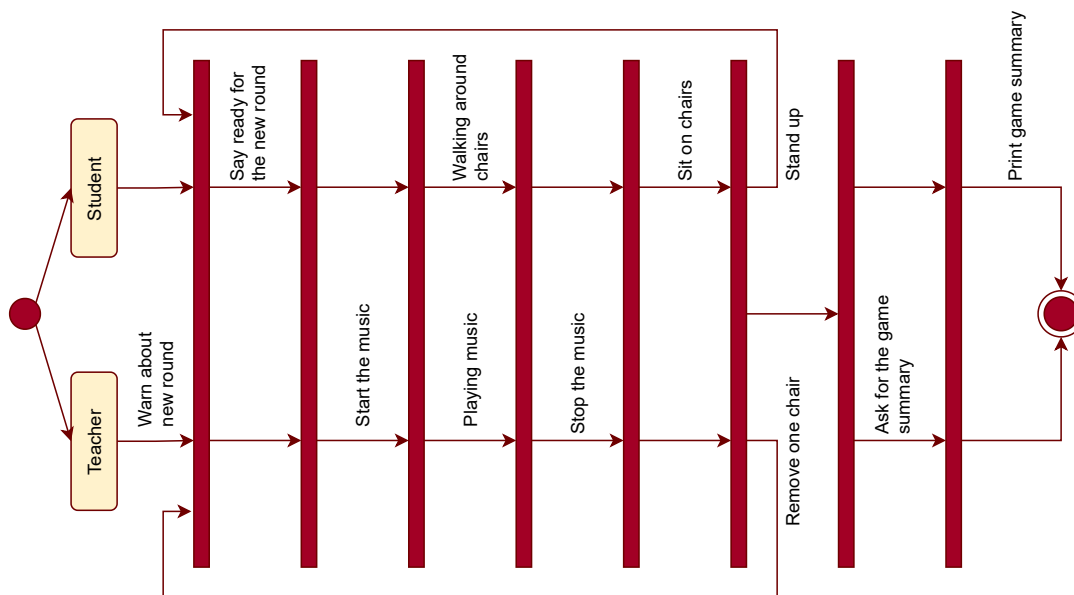 Student
Teacher
Warn about
new round
Say ready for
the new round
Start the music
Walking around
chairs
Playing music
Stop the music
Sit on chairs
Stand up
Remove one chair
Ask for the game
summary
Print game summary